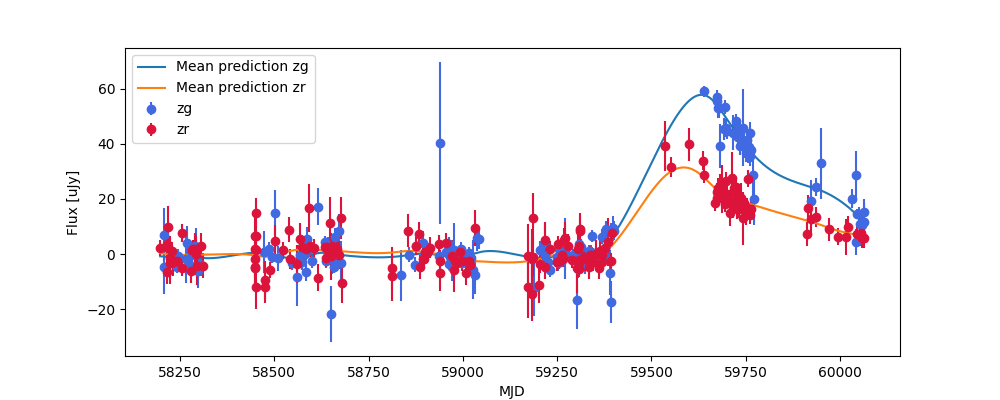 Mean prediction zg
Mean prediction zr
zg
zr
Flux [uJy]
60
40
20
0
−20
58250 58500 58750 59000 59250 59500 59750 60000
MJD